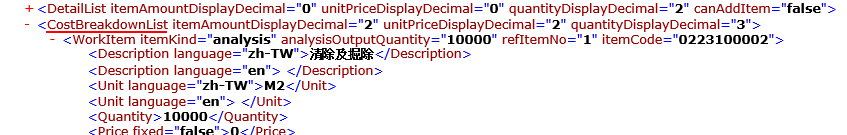 + <DetailList itemAmountDisplayDecimal="0" unitPriceDisplayDecimal="0" quantityDisplayDecimal="2" canAddItem="false">
- <CostBreakdownList itemAmountDisplayDecimal="2" unitPriceDisplayDecimal="2" quantityDisplayDecimal="3">
- <WorkItem itemKind="analysis" analysisOutputQuantity="10000" refItemNo="1" itemCode="0223100002">
<Description language="zh-TW">清除及掘除</Description>
<Description language="en"> </Description>
<Unit language="zh-TW">M2</Unit>
<Unit language="en"> </Unit>
<Quantity>10000</Quantity>
<Price fixed="false">0</Price>